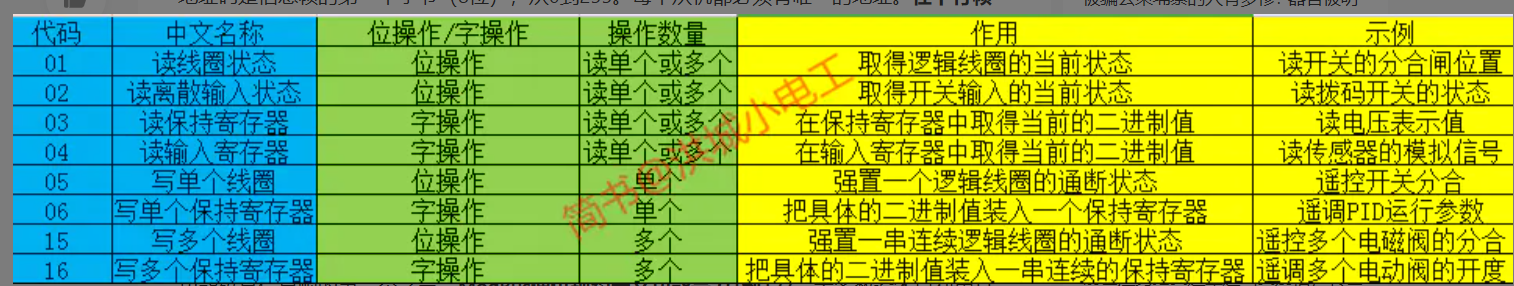 代码 中文名称 位操作/字操作 操作数量 作用 示例
01 读线圈状态 位操作 读单个或多个 取得逻辑线圈的当前状态 读开关的分合闸位置
02 读离散输入状态 位操作 读单个或多个 取得开关输入的当前状态 读拨码开关的状态
03 读保持寄存器 字操作 读单个或多个 在保持寄存器中取得当前的二进制值 读电压表示值
04 读输入寄存器 字操作 读单个或多个 在输入寄存器中取得当前的二进制值 读传感器的模拟信号
05 写单个线圈 位操作 单个 强置一个逻辑线圈的通断状态 遥控开关分合
06 写单个保持寄存器 字操作 单个 把具体的二进制值装入一个保持寄存器 遥调PID运行参数
15 写多个线圈 位操作 多个 强置一串连续逻辑线圈的通断状态 遥控多个电磁阀的分合
16 写多个保持寄存器 字操作 多个 把具体的二进制值装入一串连续的保持寄存器 遥调多个电动阀的开度
简书@洪城小电工